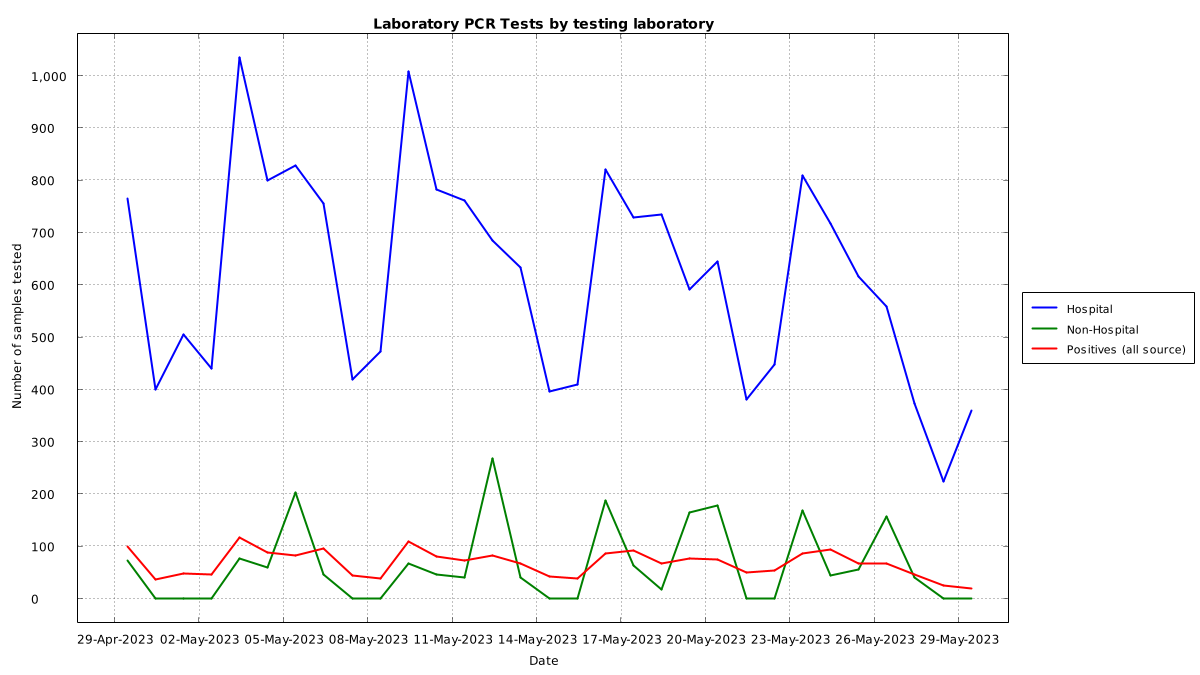 Laboratory PCR Tests by testing laboratory
1,000
900
800
700
600
500
400
300
200
100
0
Number of samples tested
29-Apr-2023 02-May-2023 05-May-2023 08-May-2023 11-May-2023 14-May-2023 17-May-2023 20-May-2023 23-May-2023 26-May-2023 29-May-2023
Date
Hospital
Non-Hospital
Positives (all source)